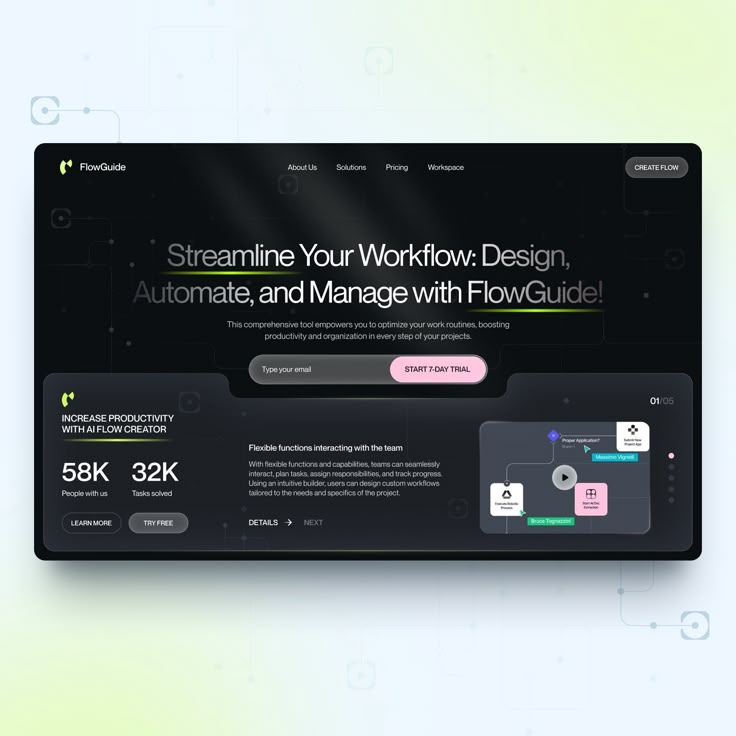 FlowGuide
About Us
Solutions
Pricing
Workspace
CREATE FLOW
Streamline Your Workflow: Design,
Automate, and Manage with FlowGuide!
This comprehensive tool empowers you to optimize your work routines, boosting
productivity and organization in every step of your projects.
Type your email
START 7-DAY TRIAL
INCREASE PRODUCTIVITY
WITH AI FLOW CREATOR
58K
People with us
32K
Tasks solved
LEARN MORE
TRY FREE
Flexible functions interacting with the team
With flexible functions and capabilities, teams can seamlessly
interact, plan tasks, assign responsibilities, and track progress.
Using an intuitive builder, users can design custom workflows
tailored to the needs and specifics of the project.
DETAILS
NEXT
01/05
Proper Application?
Submit New
Project App
Massimo Vignelli
Process
Extraction
Bruce Tognazzini